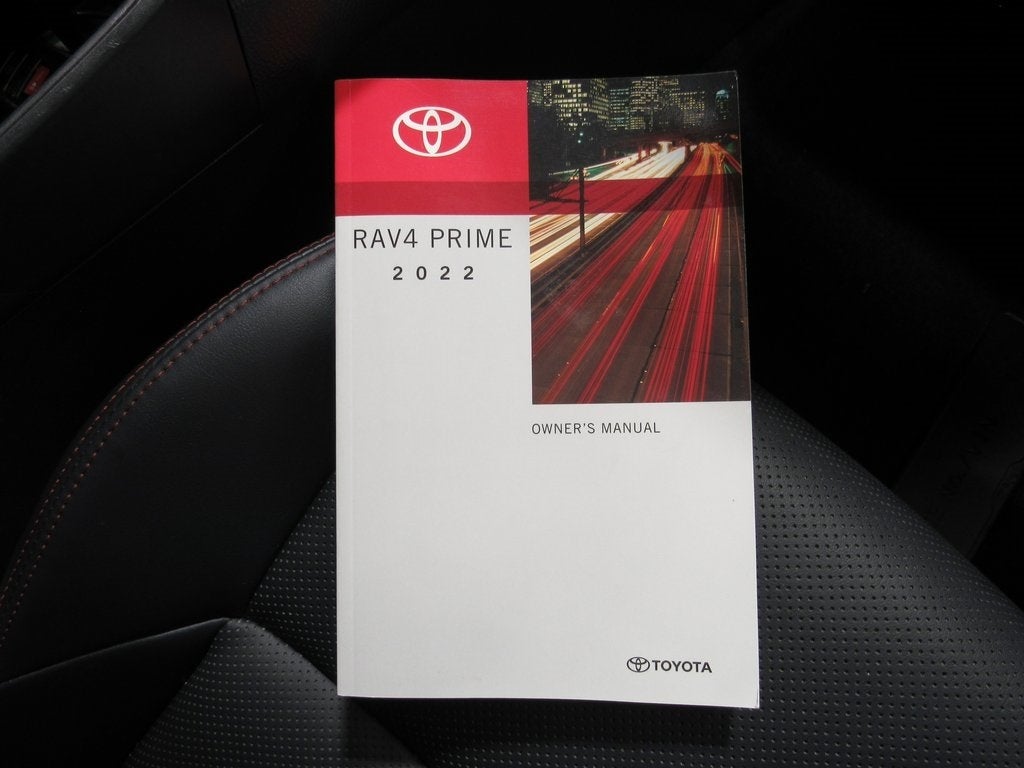 RAV4 PRIME
2022
OWNER'S MANUAL
TOYOTA